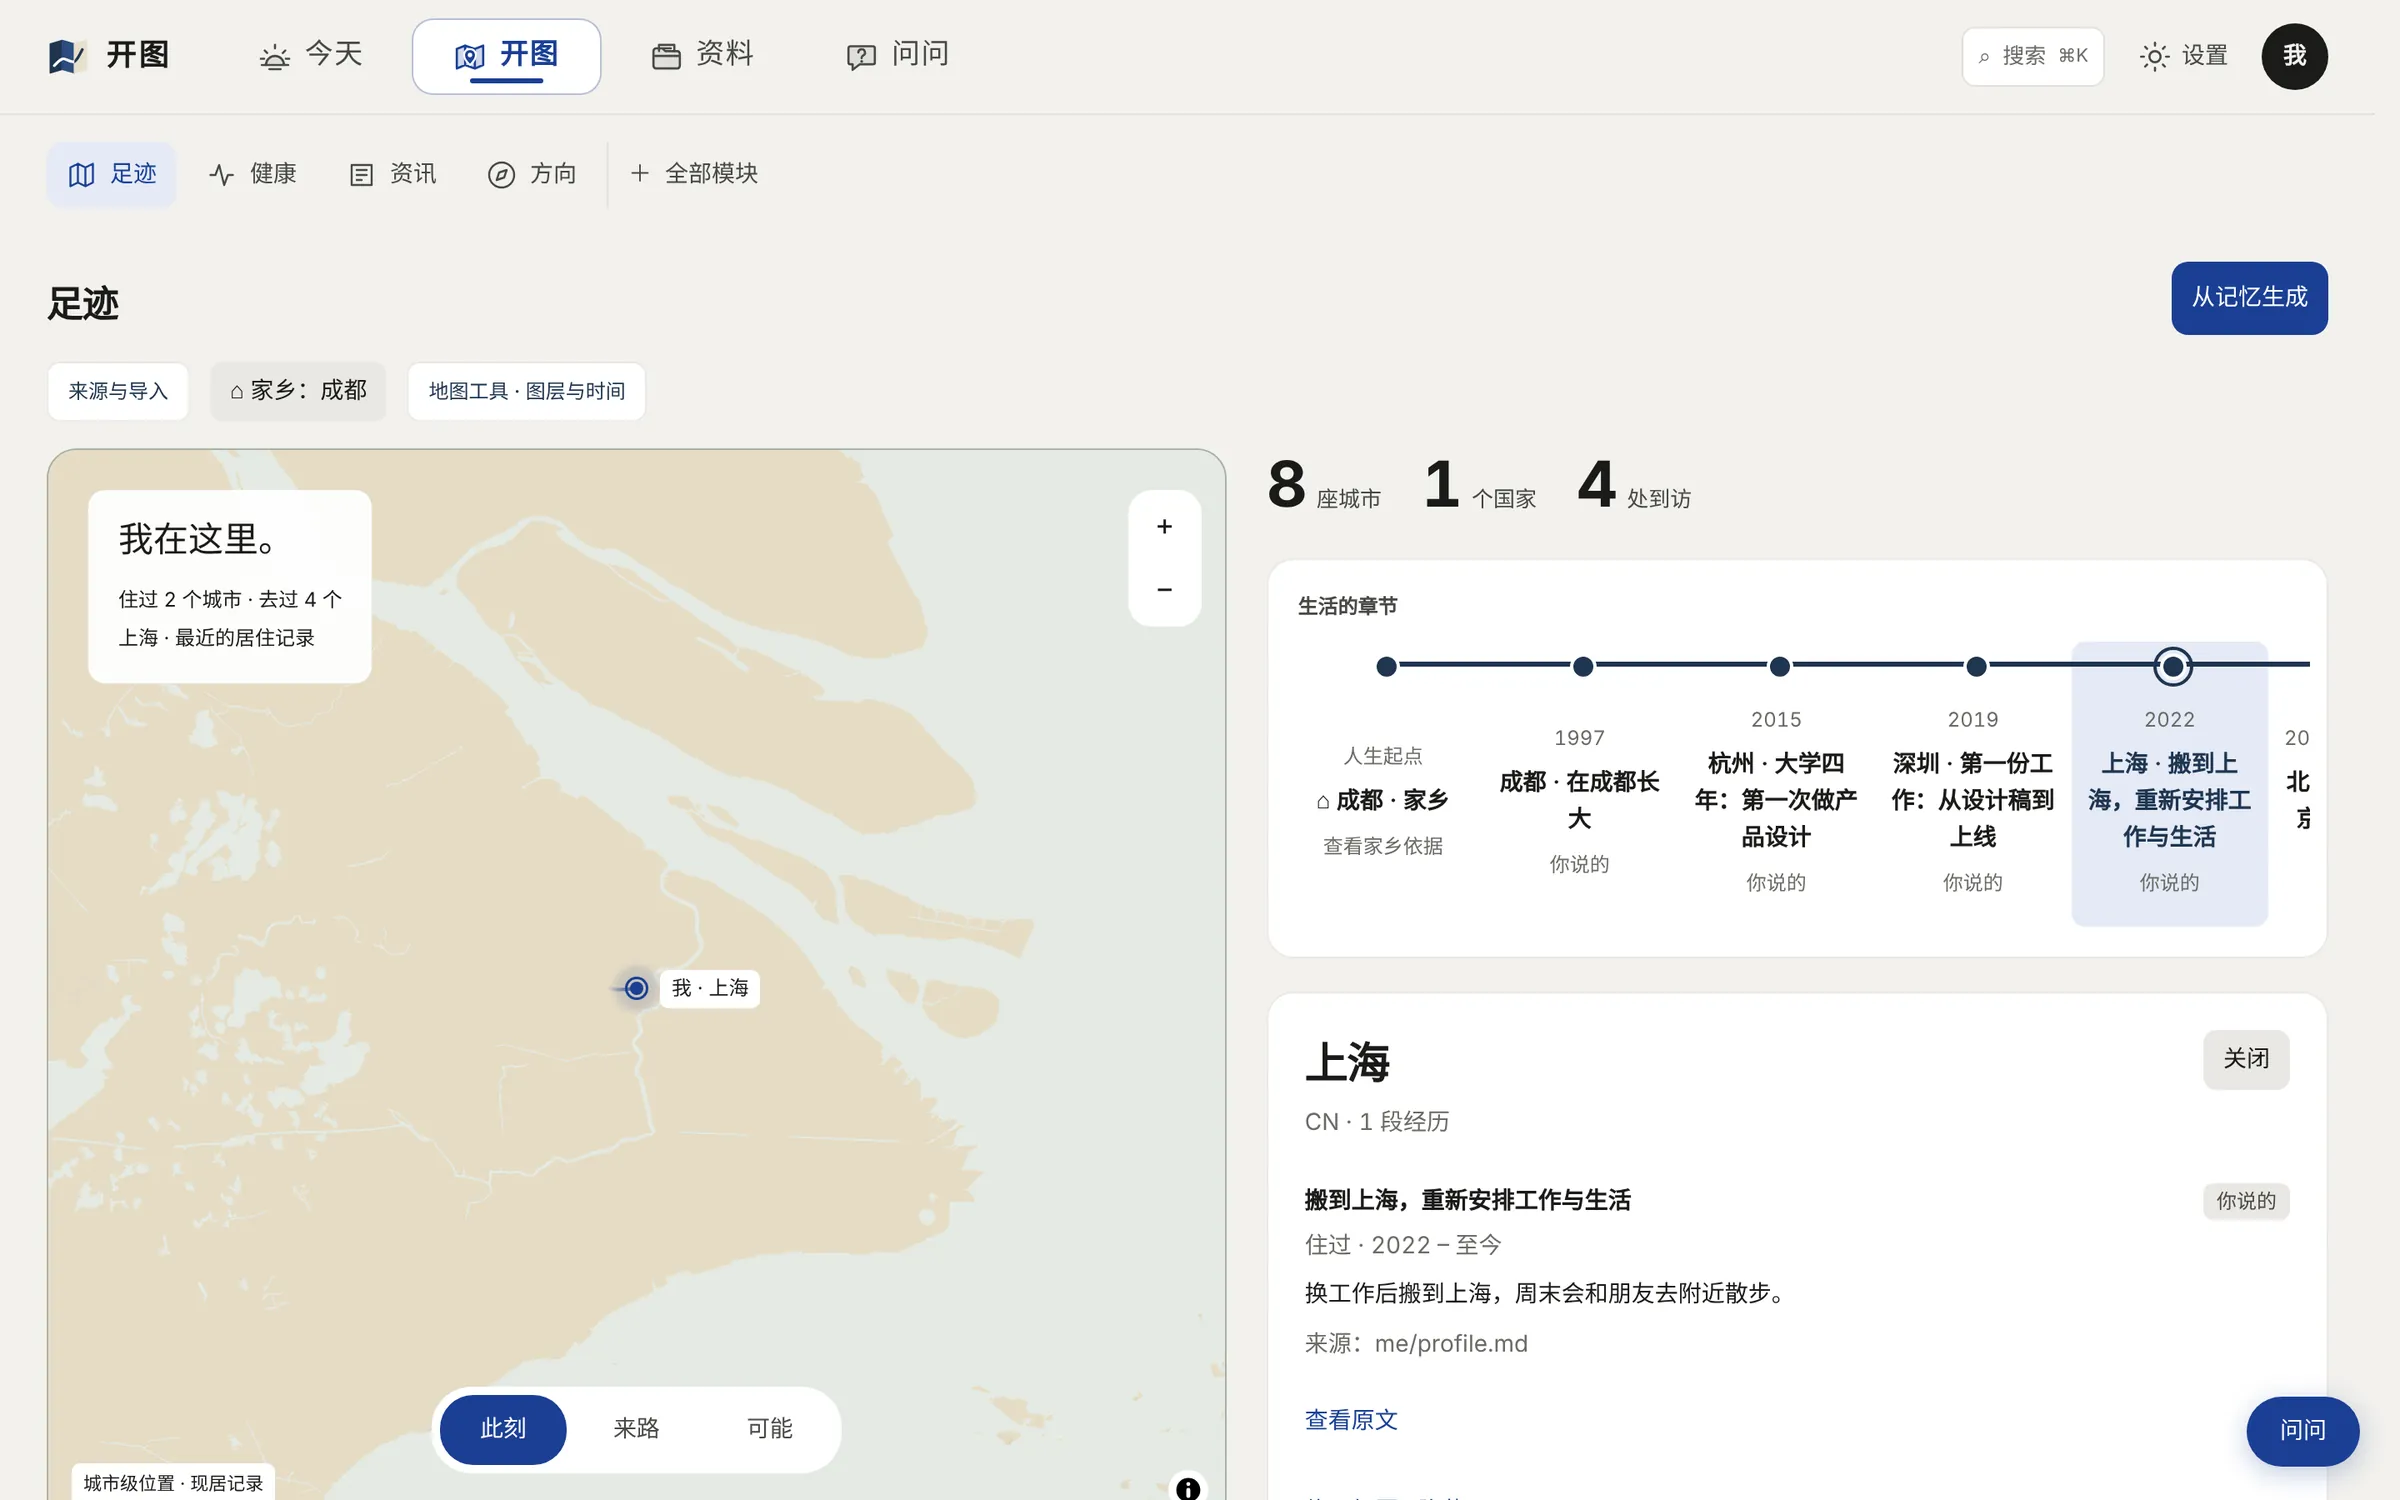 开图
今天
开图
资料
问问
搜索 ⌘K
设置
我
足迹
健康
资讯
方向
+ 全部模块
足迹
从记忆生成
来源与导入
⌂ 家乡：成都
地图工具 · 图层与时间
我在这里。
住过 2 个城市 · 去过 4 个
上海 · 最近的居住记录
+
−
我 · 上海
此刻
来路
可能
城市级位置 · 现居记录
8 座城市
1 个国家
4 处到访
生活的章节
人生起点
⌂ 成都 · 家乡
查看家乡依据
1997
成都 · 在成都长
大
你说的
2015
杭州 · 大学四
年：第一次做产
品设计
你说的
2019
深圳 · 第一份工
作：从设计稿到
上线
你说的
2022
上海 · 搬到上
海，重新安排工
作与生活
你说的
20
北
京
上海
关闭
CN · 1 段经历
搬到上海，重新安排工作与生活
你说的
住过 · 2022 – 至今
换工作后搬到上海，周末会和朋友去附近散步。
来源：me/profile.md
查看原文
问问